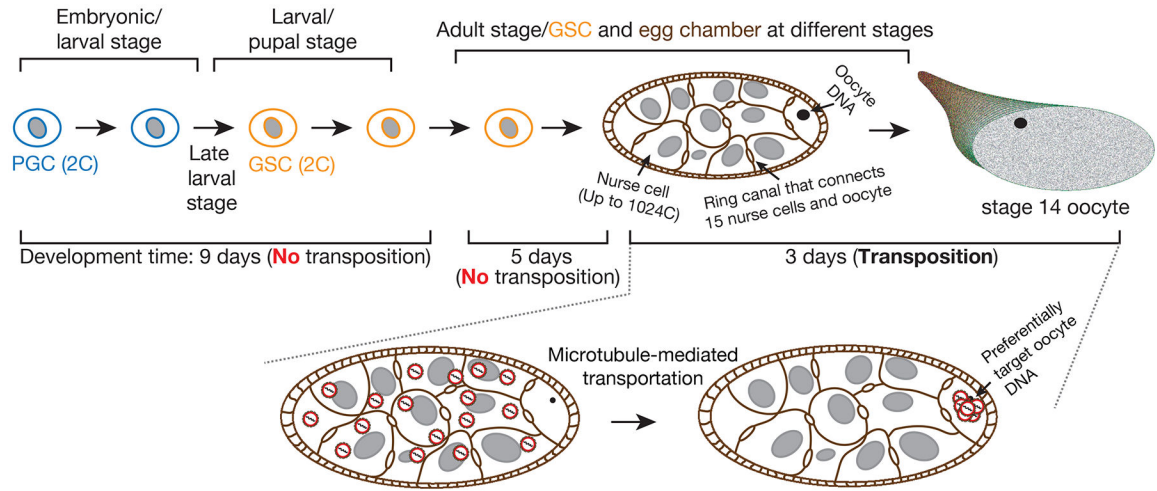 Embryonic/
larval stage
Larval/
pupal stage
Adult stage/GSC and egg chamber at different stages
Oocyte
DNA
PGC (2C)
Late
larval
stage
GSC (2C)
Nurse cell
(Up to 1024C)
Ring canal that connects
15 nurse cells and oocyte
stage 14 oocyte
Development time: 9 days (No transposition)
5 days
(No transposition)
3 days (Transposition)
Microtubule-mediated
transportation
Preferentially
target oocyte
DNA